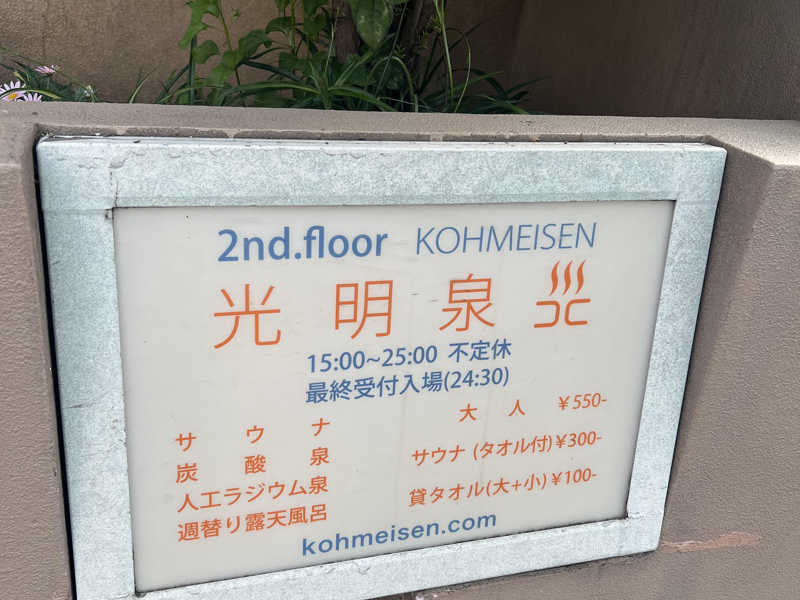 2nd.floor KOHMEISEN
光明泉
15:00~25:00 不定休
最終受付入場(24:30)
サウナ
炭酸泉
人工ラジウム泉
週替り露天風呂
大人 ¥550-
サウナ (タオル付) ¥300-
貸タオル(大+小) ¥100-
kohmeisen.com